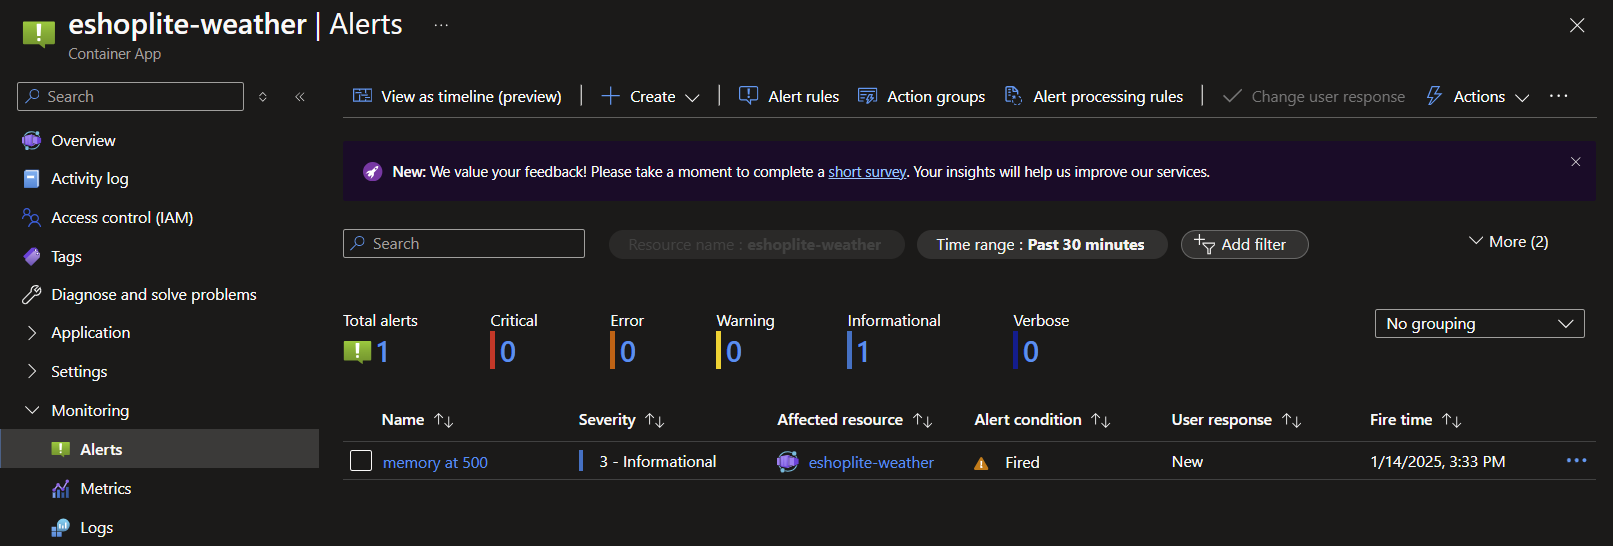 eshoplite-weather | Alerts ...
Container App
Search
Overview
Activity log
Access control (IAM)
Tags
Diagnose and solve problems
Application
Settings
Monitoring
Alerts
Metrics
Logs
View as timeline (preview) Create Alert rules Action groups Alert processing rules Change user response Actions ...
New: We value your feedback! Please take a moment to complete a short survey. Your insights will help us improve our services.
Search Resource name : eshoplite-weather Time range : Past 30 minutes Add filter More (2)
Total alerts Critical Error Warning Informational Verbose
1 0 0 0 1 0
No grouping
Name Severity Affected resource Alert condition User response Fire time
memory at 500 3 - Informational eshoplite-weather Fired New 1/14/2025, 3:33 PM ...